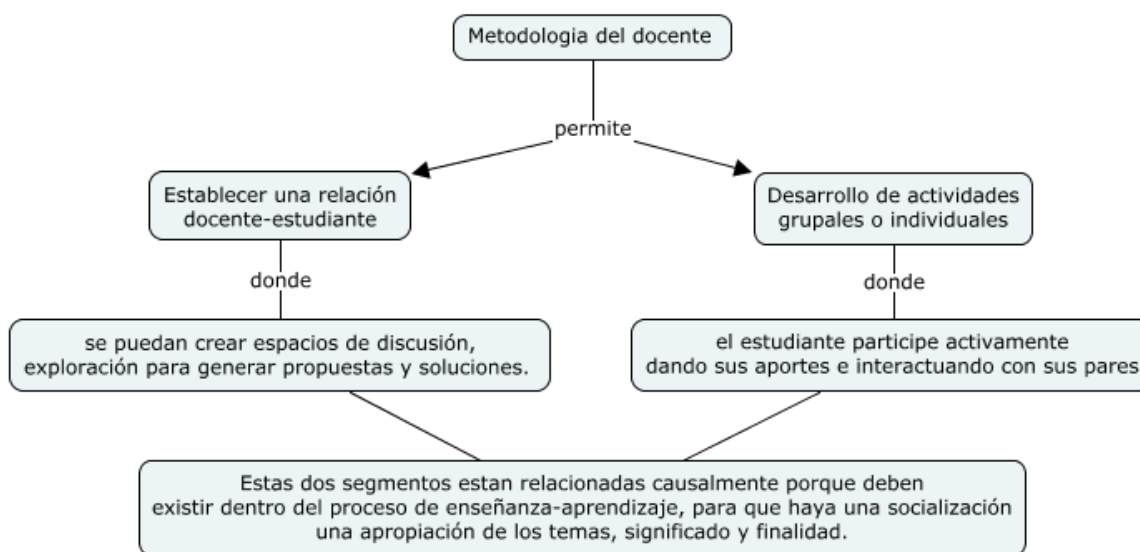 Metodologia del docente
permite
Establecer una relación
docente-estudiante
Desarrollo de actividades
grupales o individuales
donde
donde
se puedan crear espacios de discusión,
exploración para generar propuestas y soluciones.
el estudiante participe activamente
dando sus aportes e interactuando con sus pares
Estas dos segmentos estan relacionadas causalmente porque deben
existir dentro del proceso de enseñanza-aprendizaje, para que haya una socialización
una apropiación de los temas, significado y finalidad.